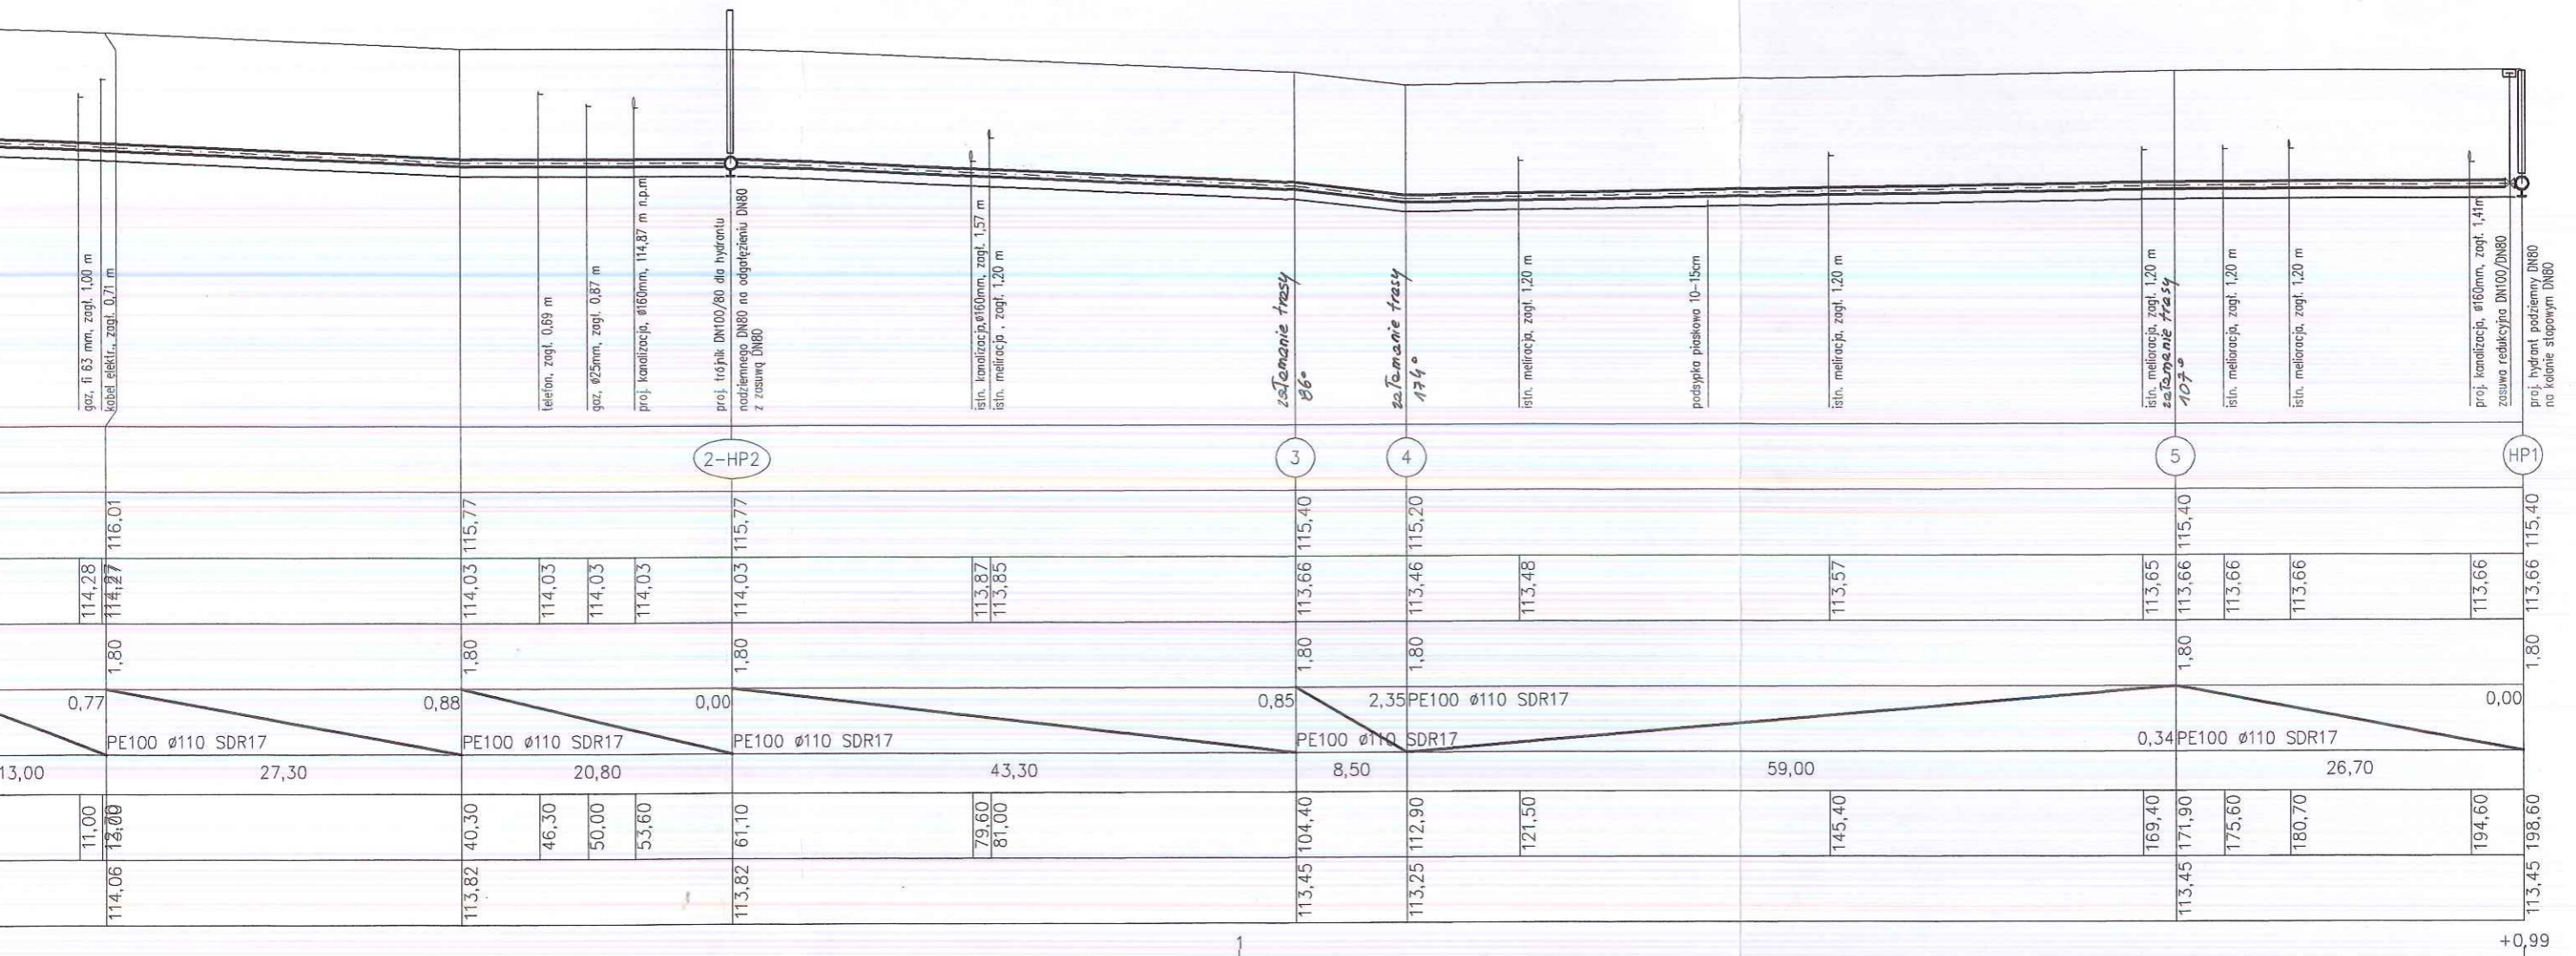 gaz, fi 63 mm, zagł. 1,00 m
kabel elektr., zagł. 0,71 m
telefon, zagł. 0,69 m
gaz, ø25mm, zagł. 0,87 m
proj. kanalizacja, ø160mm, 114,87 m n.p.m
proj. trójnik DN100/80 dla hydrantu
nadziemnego DN80 na odgałęzieniu DN80
z zasuwą DN80
istn. kanalizacja,ø160mm, zagł. 1,57 m
istn. meliracja , zagł. 1,20 m
załamanie trasy
86°
załamanie trasy
174°
istn. meliracja, zagł. 1,20 m
podsypka piaskowa 10-15cm
istn. meliracja, zagł. 1,20 m
istn. melioracja, zagł. 1,20 m
załamanie trasy
107°
istn. melioracja, zagł. 1,20 m
istn. melioracja, zagł. 1,20 m
proj. kanalizacja, ø160mm, zagł. 1,41m
zasuwa redukcyjna DN100/DN80
proj. hydrant podziemny DN80
na kolanie stopowym DN80
2-HP2 3 4 5 HP1
116,01 115,77 115,77 115,40 115,20 115,40 115,40
114,28 114,27 114,03 114,03 114,03 114,03 114,03 113,87 113,85 113,66 113,46 113,48 113,57 113,65 113,66 113,66 113,66 113,66 113,66
1,80 1,80 1,80 1,80 1,80 1,80 1,80
0,77 0,88 0,00 0,85 2,35 PE100 ø110 SDR17 0,00
PE100 ø110 SDR17 PE100 ø110 SDR17 PE100 ø110 SDR17 PE100 ø110 SDR17 0,34 PE100 ø110 SDR17
13,00 27,30 20,80 43,30 8,50 59,00 26,70
11,00 40,30 46,30 50,00 53,60 61,10 79,60 81,00 104,40 112,90 121,50 145,40 169,40 171,90 175,60 180,70 194,60 198,60
114,06 113,82 113,82 113,45 113,25 113,45 113,45
1 +0,99